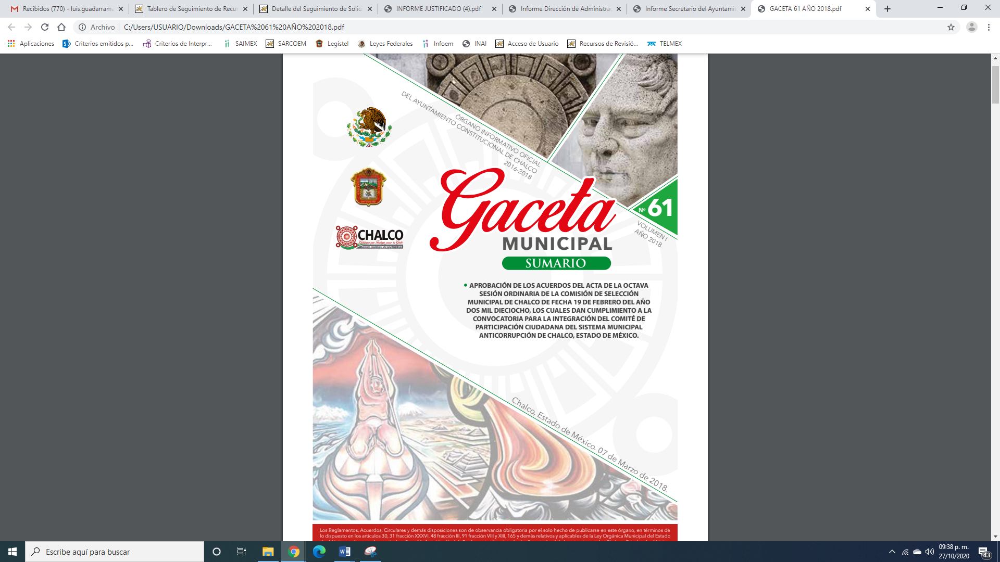 Recibidos (770) - luis.guadarrama
Tablero de Seguimiento de Recur
Detalle del Seguimiento de Solici
INFORME JUSTIFICADO (4).pdf
Informe Dirección de Administra
Informe Secretario del Ayuntamie
GACETA 61 AÑO 2018.pdf
Archivo
C:/Users/USUARIO/Downloads/GACETA%2061%20AÑO%202018.pdf
Aplicaciones
Criterios emitidos p...
Criterios de Interpr...
SAIMEX
SARCOEM
Legistel
Leyes Federales
Infoem
INAI
Acceso de Usuario
Recursos de Revisió...
TELMEX
ÓRGANO INFORMATIVO OFICIAL
DEL AYUNTAMIENTO CONSTITUCIONAL DE CHALCO
2016-2018
Gaceta
MUNICIPAL
Nº 61
VOLUMEN I
AÑO 2018
CHALCO
Gobierno que Trabaja para la Gente
SUMARIO
• APROBACIÓN DE LOS ACUERDOS DEL ACTA DE LA OCTAVA
SESIÓN ORDINARIA DE LA COMISIÓN DE SELECCIÓN
MUNICIPAL DE CHALCO DE FECHA 19 DE FEBRERO DEL AÑO
DOS MIL DIECIOCHO, LOS CUALES DAN CUMPLIMIENTO A LA
CONVOCATORIA PARA LA INTEGRACIÓN DEL COMITÉ DE
PARTICIPACIÓN CIUDADANA DEL SISTEMA MUNICIPAL
ANTICORRUPCIÓN DE CHALCO, ESTADO DE MÉXICO.
Chalco, Estado de México. 07 de Marzo de 2018.
Los Reglamentos, Acuerdos, Circulares y demás disposiciones son de observancia obligatoria por el solo hecho de publicarse en este órgano, en términos de
lo dispuesto en los artículos 30, 31 fracción XXXVI, 48 fracción III, 91 fracción VIII y XIII, 165 y demás relativos y aplicables de la Ley Orgánica Municipal del Estado
Escribe aquí para buscar
09:38 p. m.
27/10/2020
43